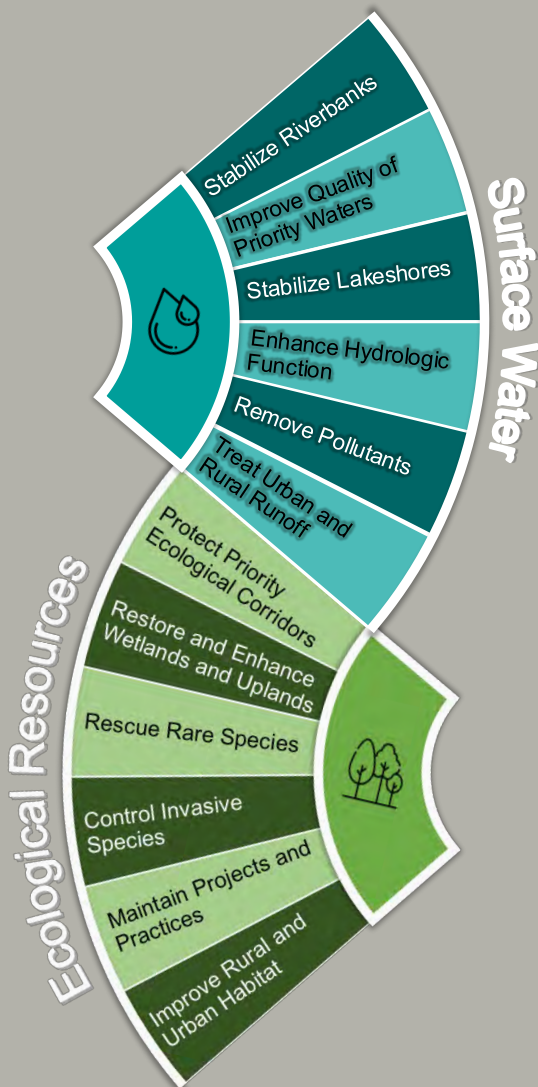 Surface Water
Stabilize Riverbanks
Improve Quality of
Priority Waters
Stabilize Lakeshores
Enhance Hydrologic
Function
Remove Pollutants
Treat Urban and
Rural Runoff
Ecological Resources
Protect Priority
Ecological Corridors
Restore and Enhance
Wetlands and Uplands
Rescue Rare Species
Control Invasive
Species
Maintain Projects and
Practices
Improve Rural and
Urban Habitat